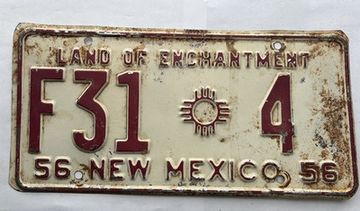 LAND OF ENCHANTMENT
F31 4
56 NEW MEXICO 56